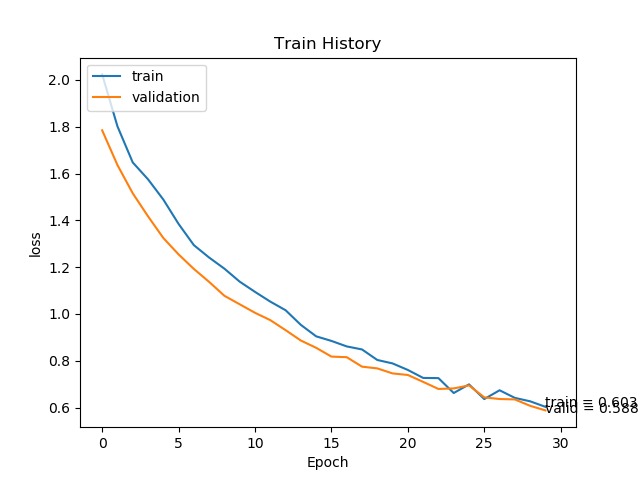 Train History
train
validation
loss
2.0
1.8
1.6
1.4
1.2
1.0
0.8
0.6
train = 0.603
valid = 0.588
0 5 10 15 20 25 30
Epoch